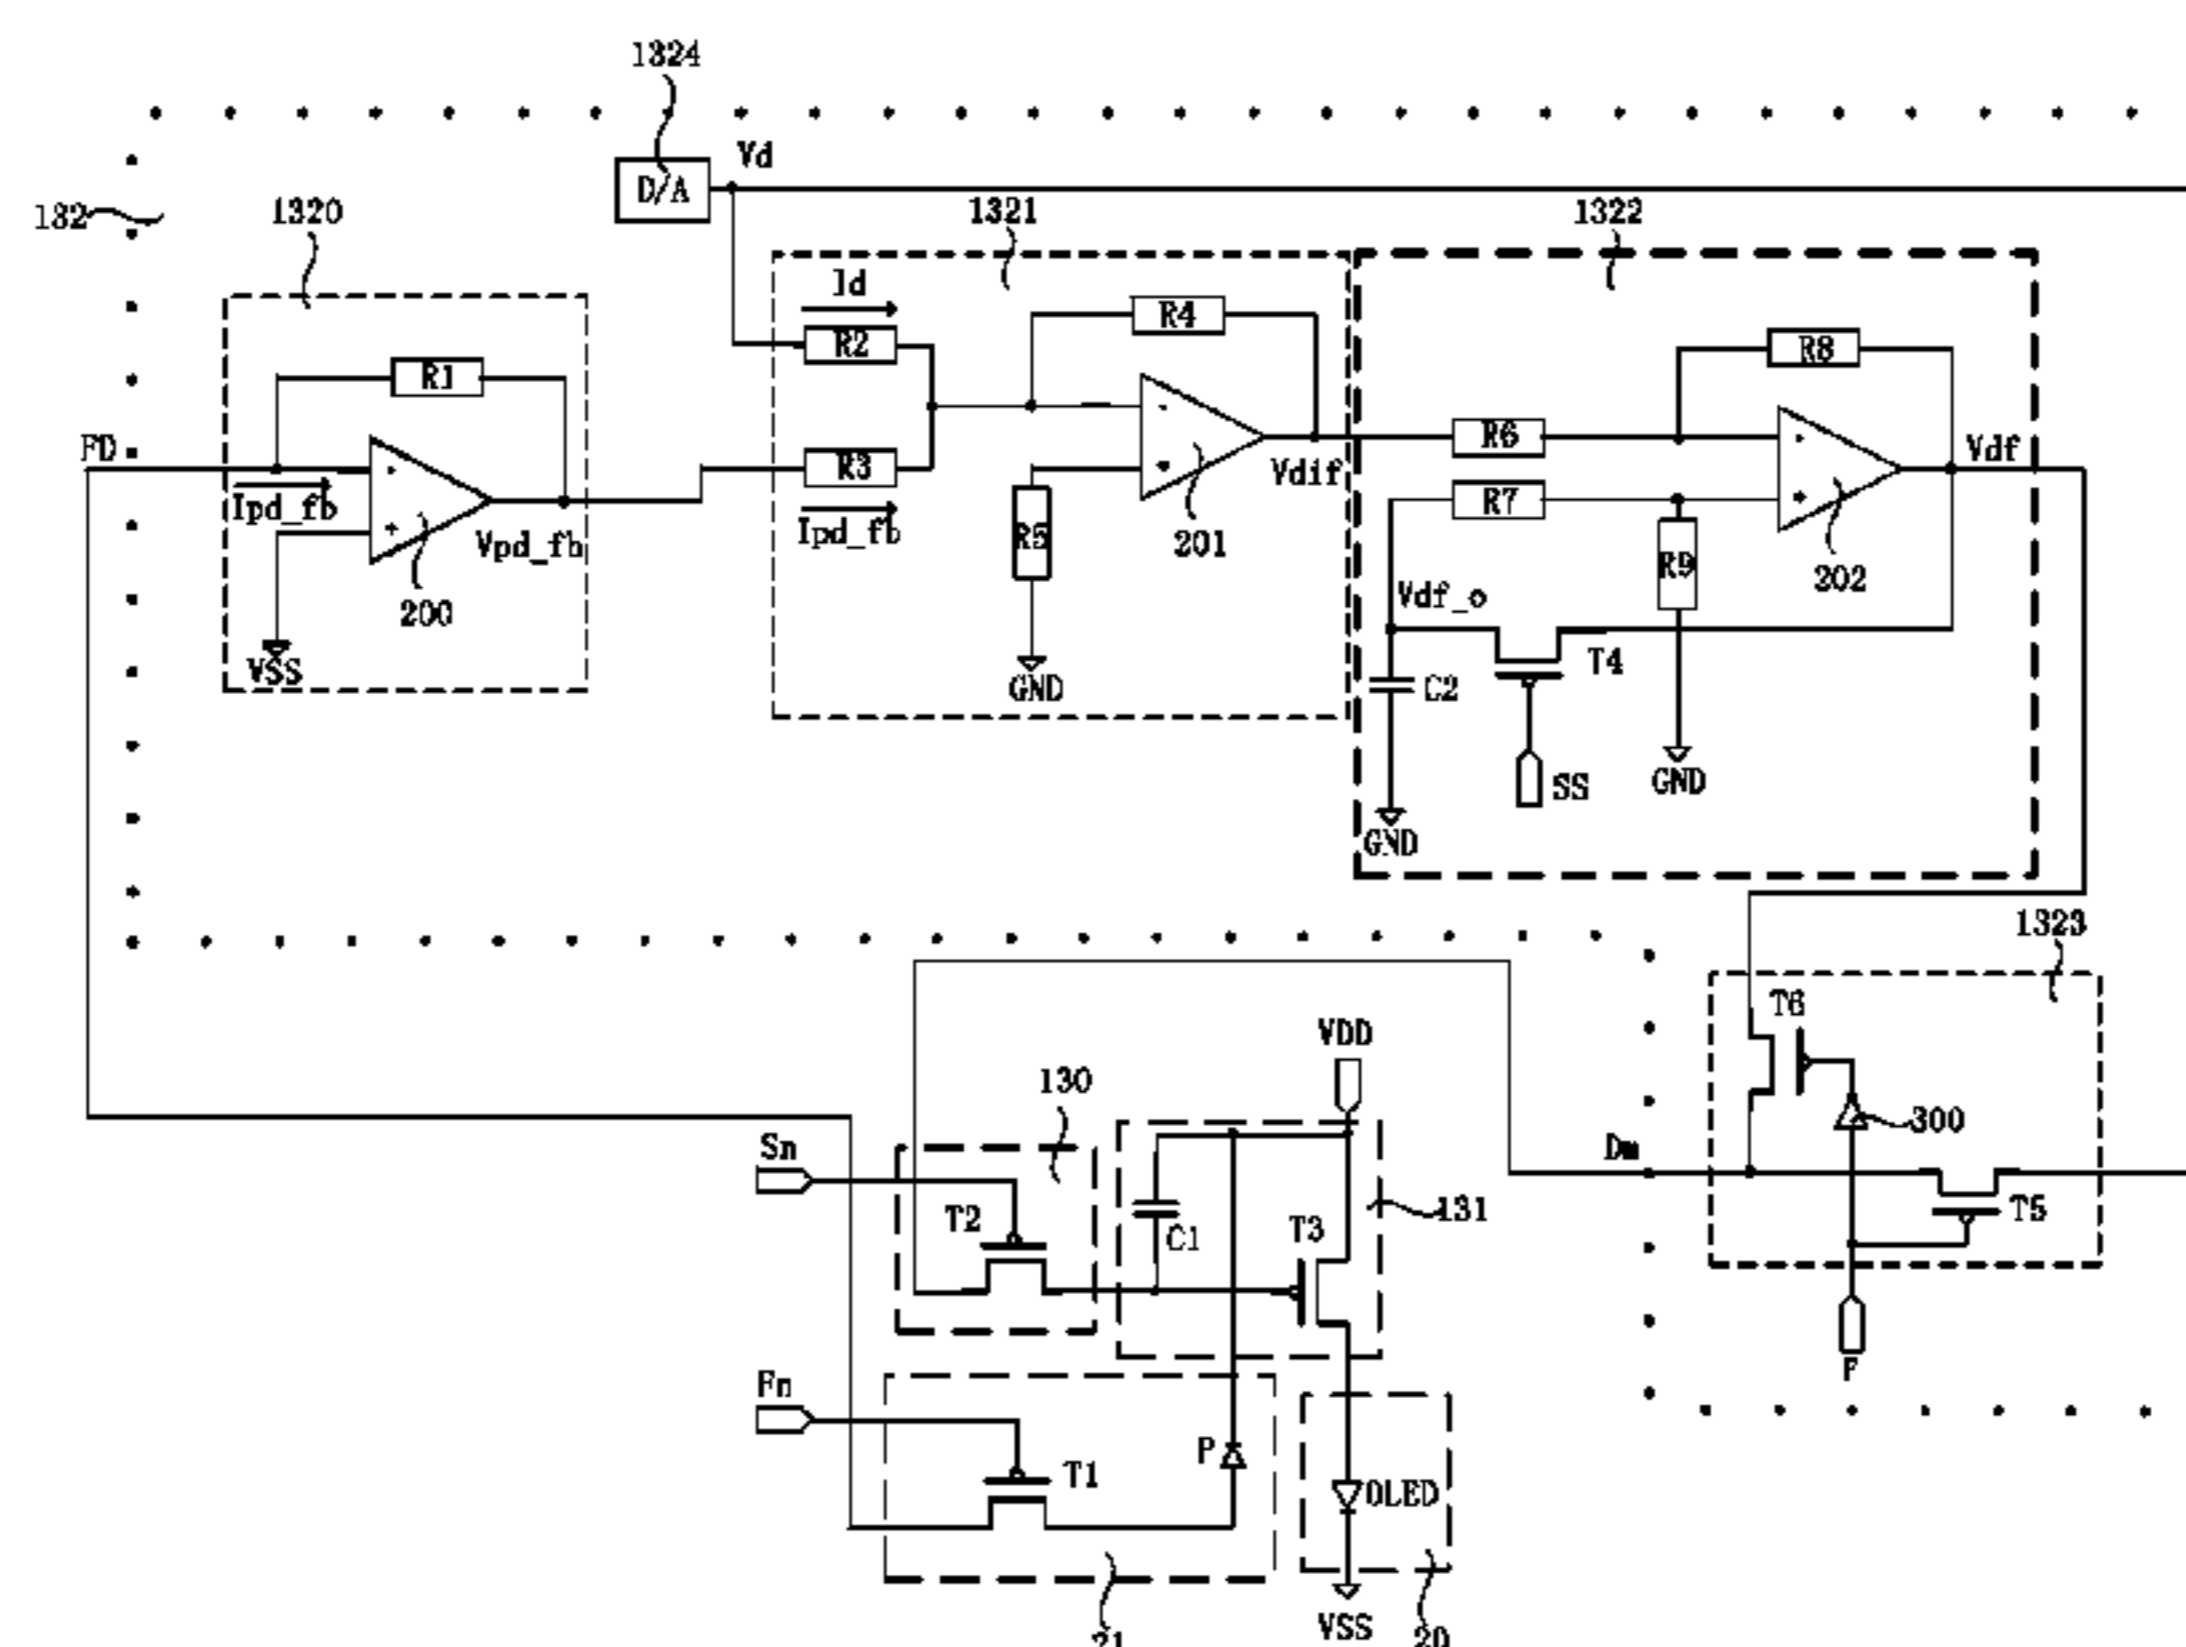 1324
Vd
D/A
132
1320
1321
1322
Id
R4
R2
R8
R1
FD
R3
R6
Vdf
Ipd_fb
Vdif
R7
-
+
-
+
-
+
Vpd_fb
Ipd_fb
R5
201
R9
202
200
Vdf_o
VSS
GND
C2
T4
SS
GND
GND
1323
T6
VDD
130
300
Sn
Dm
T2
C1
T3
131
T5
F
Fn
P
T1
OLED
VSS
21
20